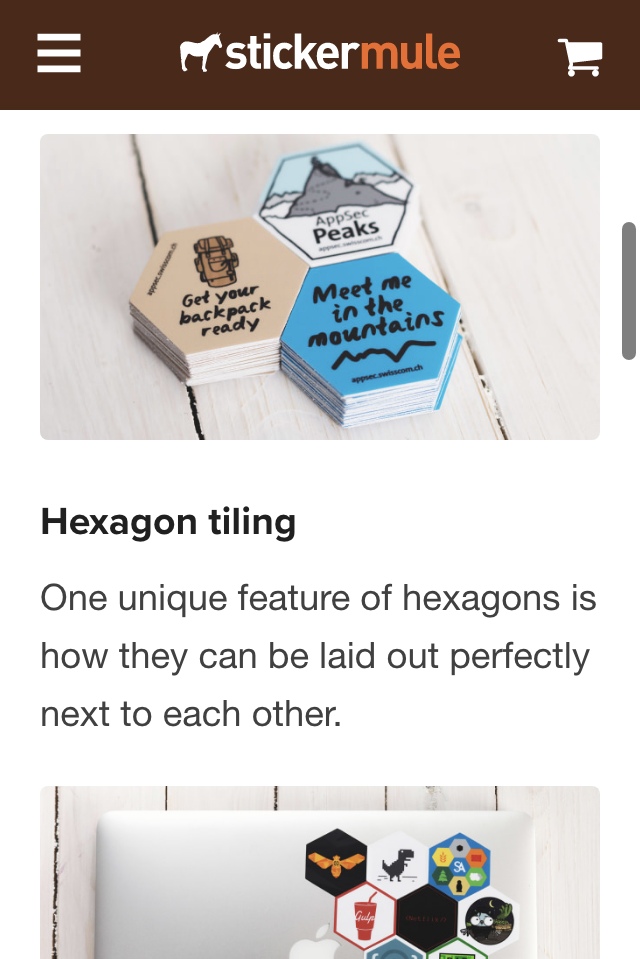 stickermule
AppSec
Peaks
appsec.swisscom.ch
appsec.swisscom.ch
Get your
backpack
ready
Meet me
in the
mountains
appsec.swisscom.ch
Hexagon tiling
One unique feature of hexagons is
how they can be laid out perfectly
next to each other.
SA
Gulp